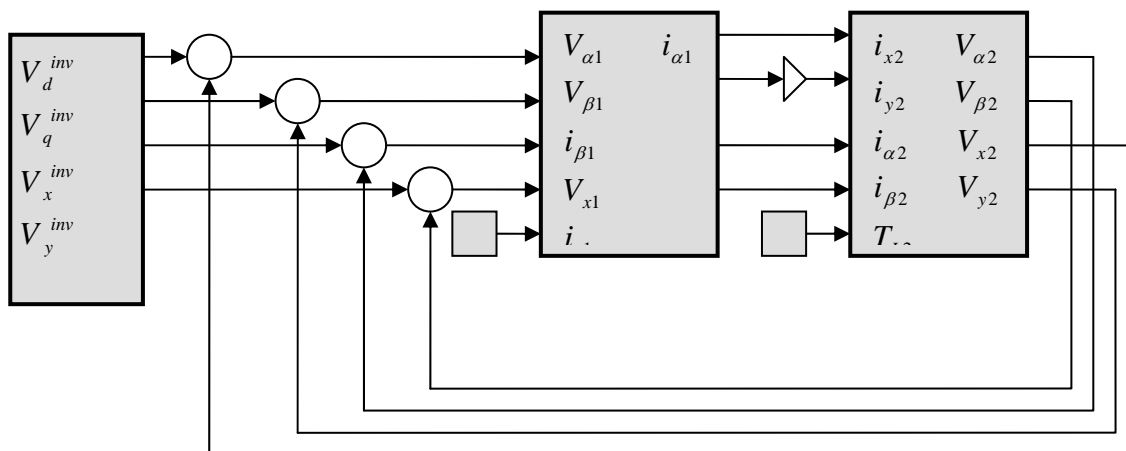 V_d^inv
V_q^inv
V_x^inv
V_y^inv
V_α1 i_α1
V_β1
i_β1
V_x1
i_x2 V_α2
i_y2 V_β2
i_α2 V_x2
i_β2 V_y2